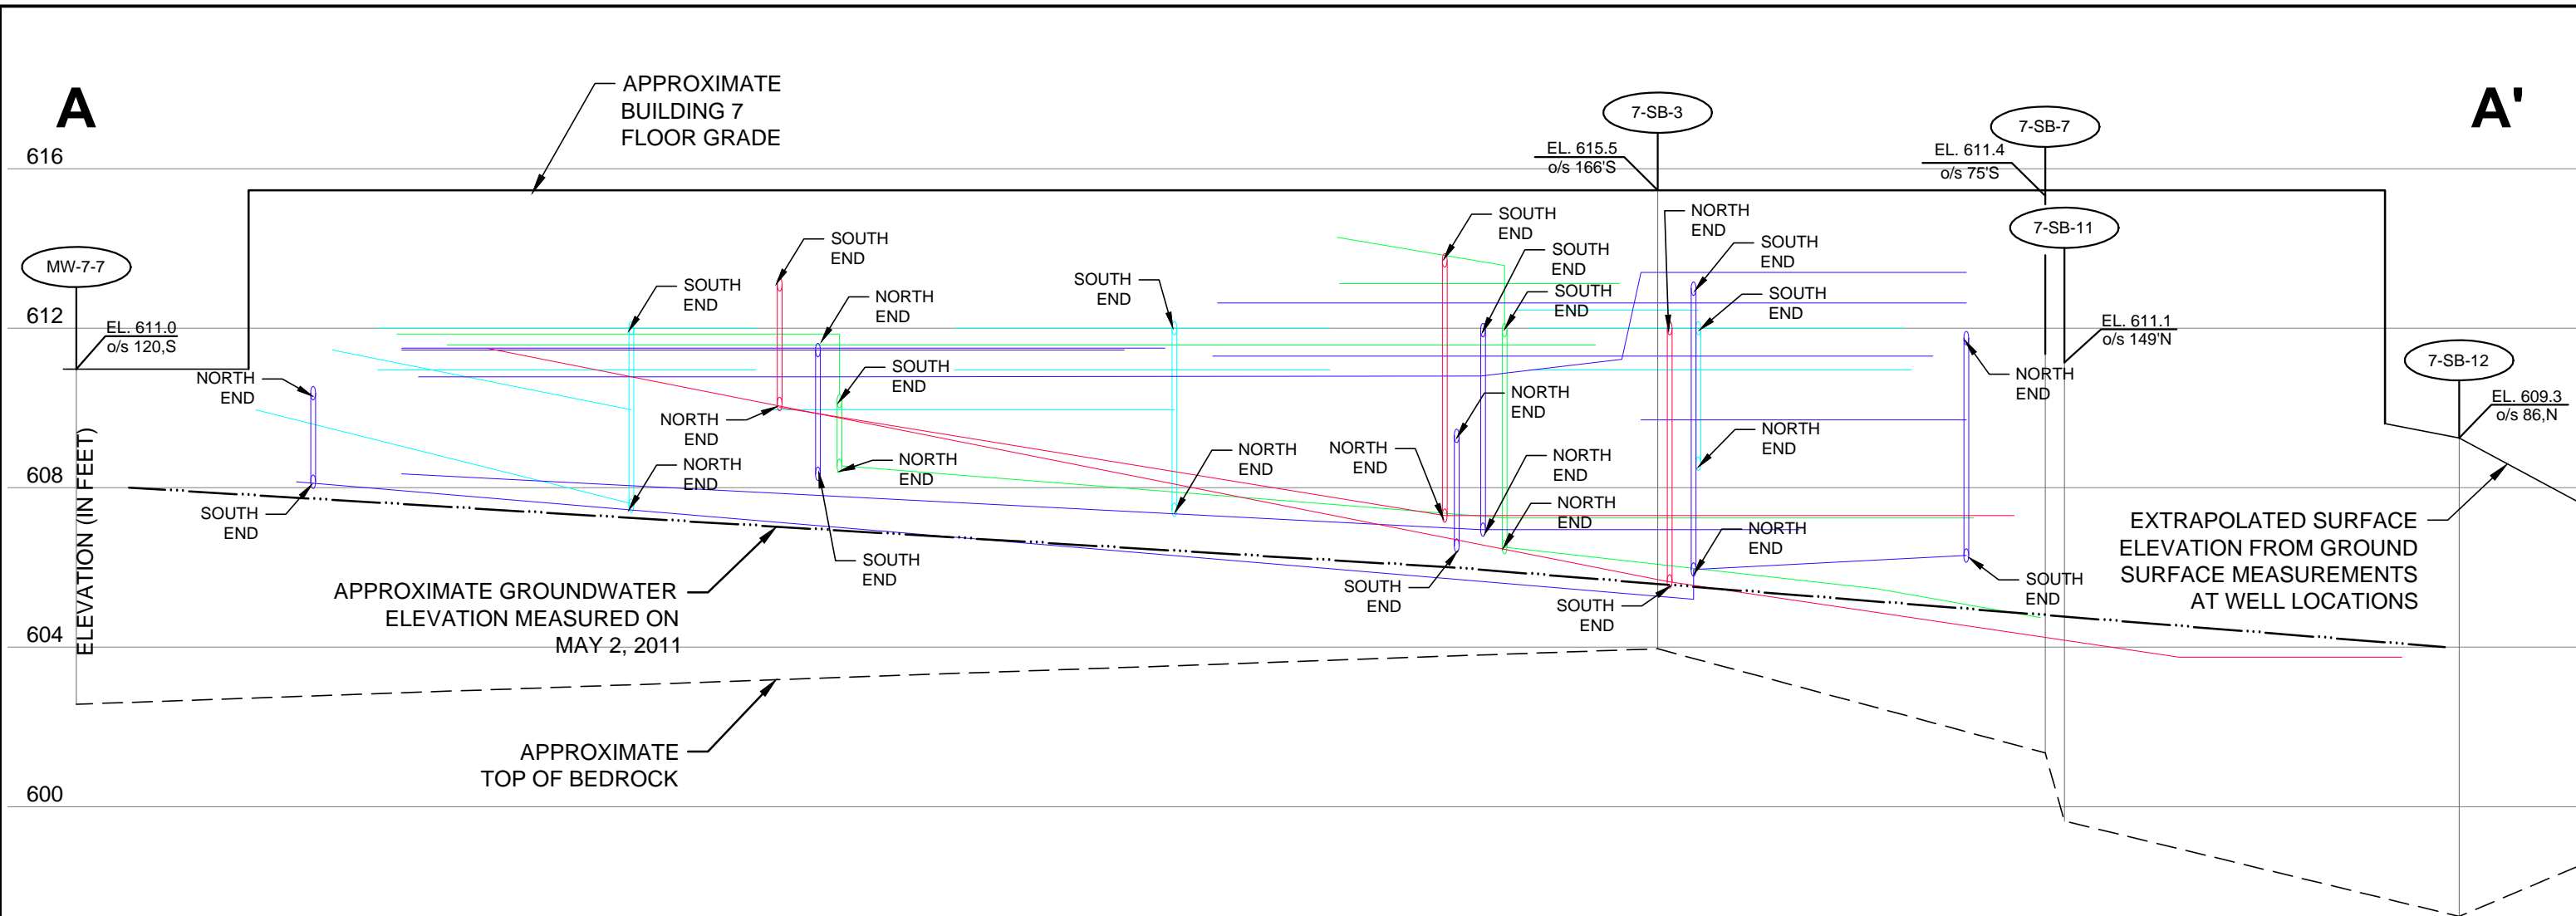 A
A'
APPROXIMATE
BUILDING 7
FLOOR GRADE
7-SB-3
7-SB-7
616
EL. 615.5
o/s 166'S
EL. 611.4
o/s 75'S
7-SB-11
MW-7-7
SOUTH
END
SOUTH
END
NORTH
END
SOUTH
END
SOUTH
END
SOUTH
END
NORTH
END
SOUTH
END
SOUTH
END
SOUTH
END
612
EL. 611.0
o/s 120,S
EL. 611.1
o/s 149'N
7-SB-12
EL. 609.3
o/s 86,N
NORTH
END
SOUTH
END
NORTH
END
NORTH
END
NORTH
END
NORTH
END
NORTH
END
NORTH
END
NORTH
END
NORTH
END
NORTH
END
NORTH
END
608
SOUTH
END
NORTH
END
NORTH
END
SOUTH
END
SOUTH
END
SOUTH
END
SOUTH
END
ELEVATION (IN FEET)
EXTRAPOLATED SURFACE
ELEVATION FROM GROUND
SURFACE MEASUREMENTS
AT WELL LOCATIONS
APPROXIMATE GROUNDWATER
ELEVATION MEASURED ON
MAY 2, 2011
604
APPROXIMATE
TOP OF BEDROCK
600